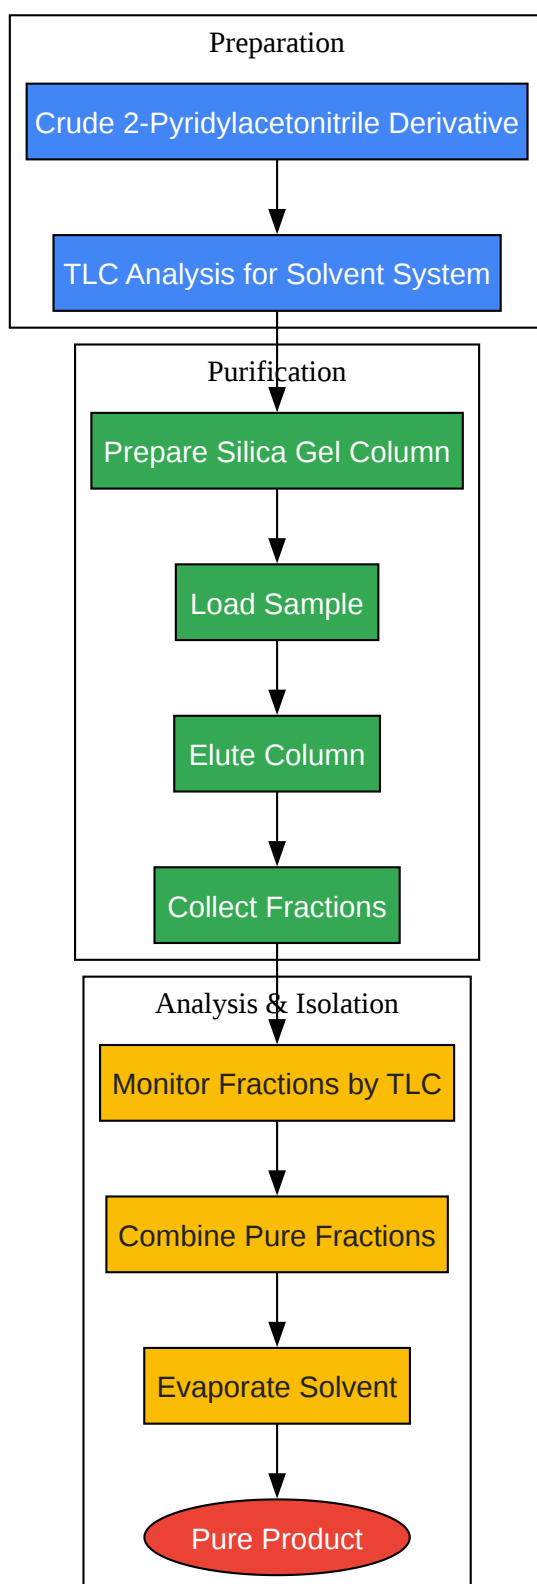 Preparation
Crude 2-Pyridylacetonitrile Derivative
TLC Analysis for Solvent System
Purification
Prepare Silica Gel Column
Load Sample
Elute Column
Collect Fractions
Analysis & Isolation
Monitor Fractions by TLC
Combine Pure Fractions
Evaporate Solvent
Pure Product